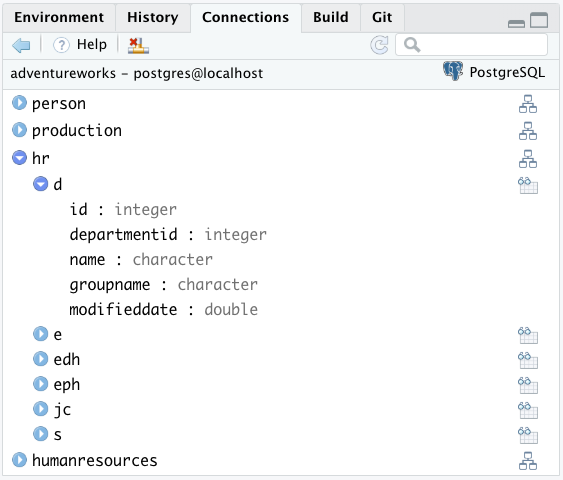 Environment History Connections Build Git
Help
adventureworks – postgres@localhost PostgreSQL
person
production
hr
d
id : integer
departmentid : integer
name : character
groupname : character
modifieddate : double
e
edh
eph
jc
s
humanresources